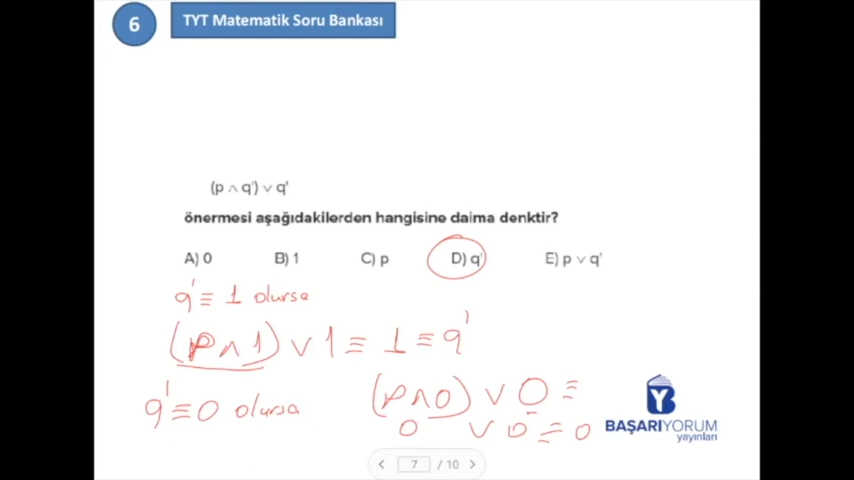 6 TYT Matematik Soru Bankası
(p ∧ q') ∨ q'
önermesi aşağıdakilerden hangisine daima denktir?
A) 0 B) 1 C) p D) q' E) p ∨ q'
q' ≡ 1 olursa
(p ∧ 1) ∨ 1 ≡ 1 ≡ q'
q' ≡ 0 olursa (p ∧ 0) ∨ 0 ≡
0 ∨ 0 ≡ 0
BAŞARIYORUM
yayınları
7 / 10